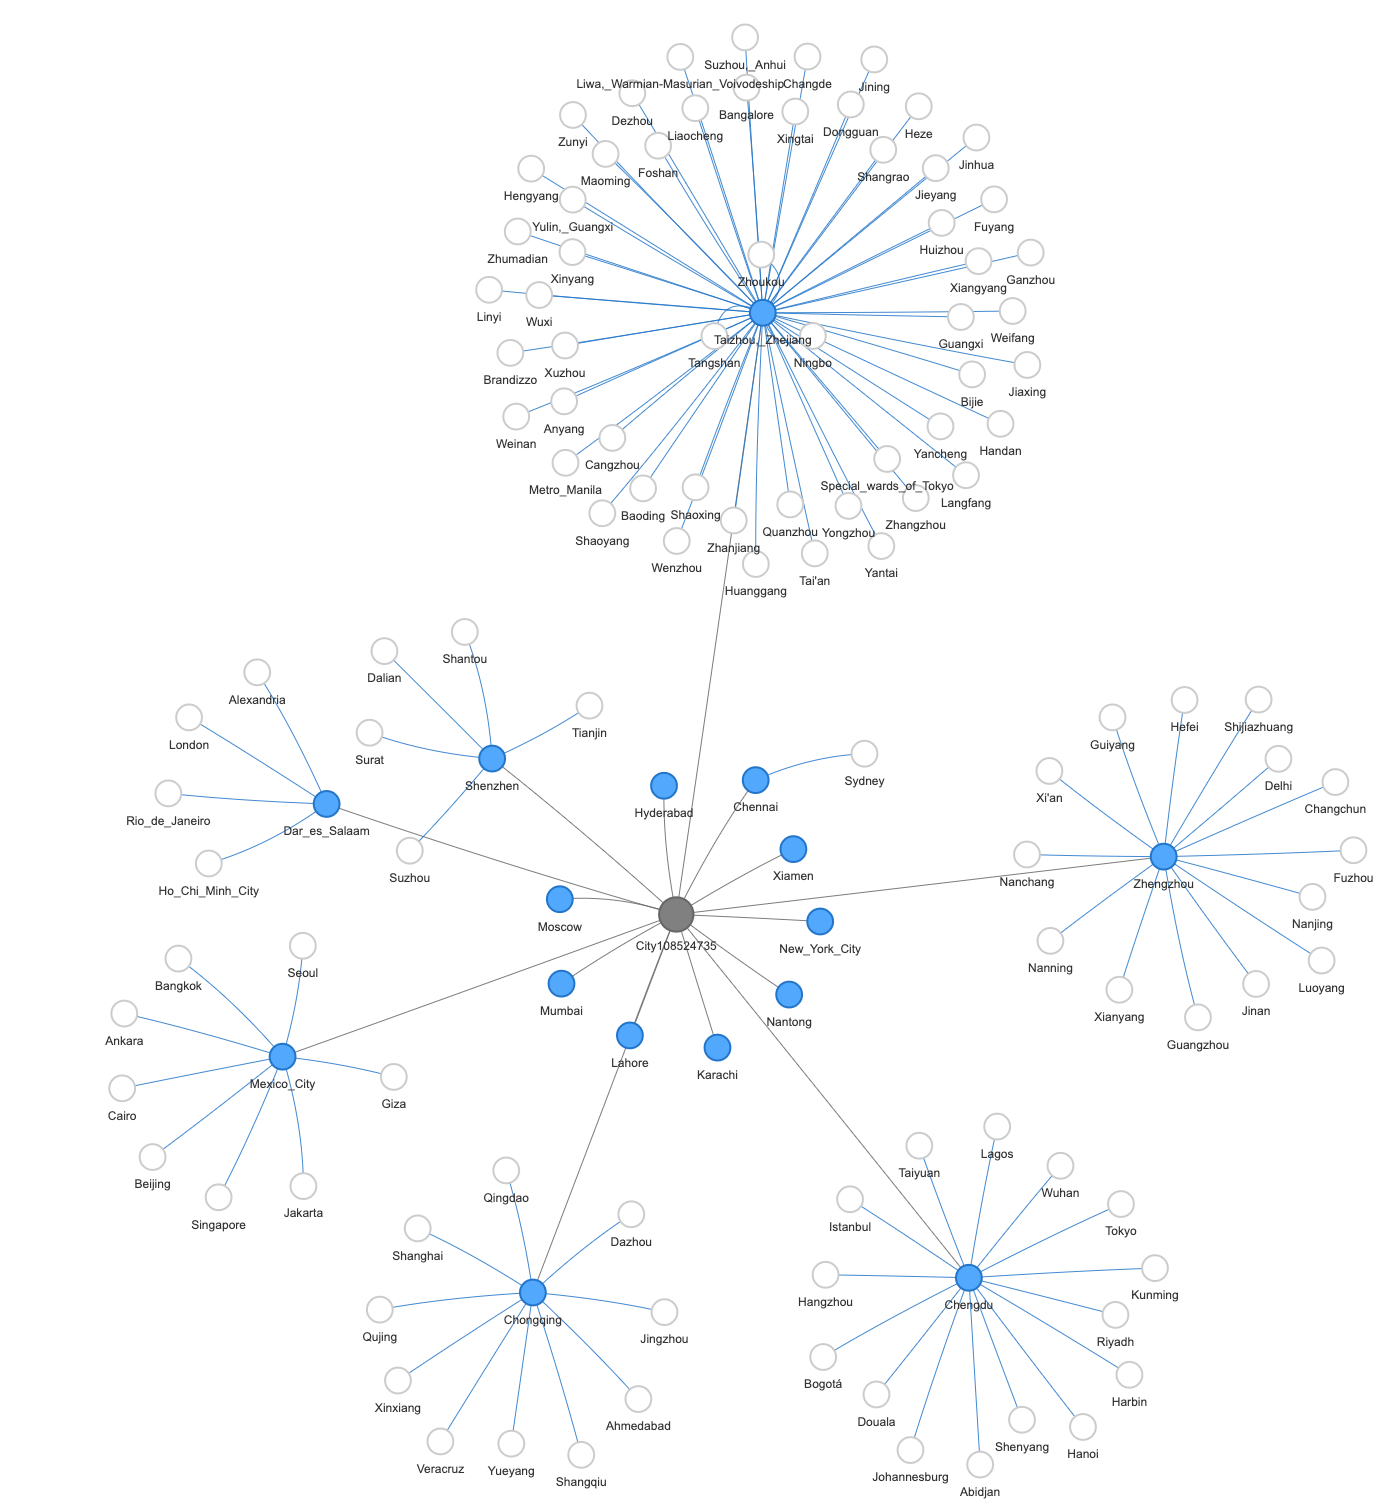 Suzhou,_Anhui
Liwa,_Warmian-Masurian_Voivodeship
Changde
Jining
Dezhou
Liaocheng
Bangalore
Xingtai
Dongguan
Heze
Zunyi
Maoming
Foshan
Shangrao
Jinhua
Hengyang
Jieyang
Yulin,_Guangxi
Fuyang
Zhumadian
Xinyang
Huizhou
Ganzhou
Zhoukou
Xiangyang
Linyi
Wuxi
Weifang
Guangxi
Taizhou,_Zhejiang
Tangshan
Ningbo
Brandizzo
Xuzhou
Jiaxing
Bijie
Weinan
Anyang
Yancheng
Handan
Metro_Manila
Cangzhou
Special_wards_of_Tokyo
Langfang
Shaoyang
Baoding
Shaoxing
Zhangzhou
Quanzhou
Yongzhou
Wenzhou
Zhanjiang
Huanggang
Tai'an
Yantai
Shantou
Dalian
Alexandria
Tianjin
London
Surat
Shenzhen
Hefei
Shijiazhuang
Guiyang
Sydney
Delhi
Xi'an
Changchun
Hyderabad
Chennai
Rio_de_Janeiro
Dar_es_Salaam
Ho_Chi_Minh_City
Suzhou
Xiamen
Nanchang
Zhengzhou
Fuzhou
Moscow
City108524735
New_York_City
Nanjing
Nanning
Luoyang
Seoul
Bangkok
Mumbai
Nantong
Xianyang
Jinan
Guangzhou
Ankara
Lahore
Karachi
Mexico_City
Giza
Cairo
Beijing
Singapore
Jakarta
Lagos
Taiyuan
Wuhan
Qingdao
Istanbul
Tokyo
Shanghai
Dazhou
Hangzhou
Chengdu
Kunming
Qujing
Chongqing
Jingzhou
Riyadh
Bogotá
Harbin
Xinxiang
Ahmedabad
Douala
Shenyang
Hanoi
Veracruz
Yueyang
Shangqiu
Johannesburg
Abidjan